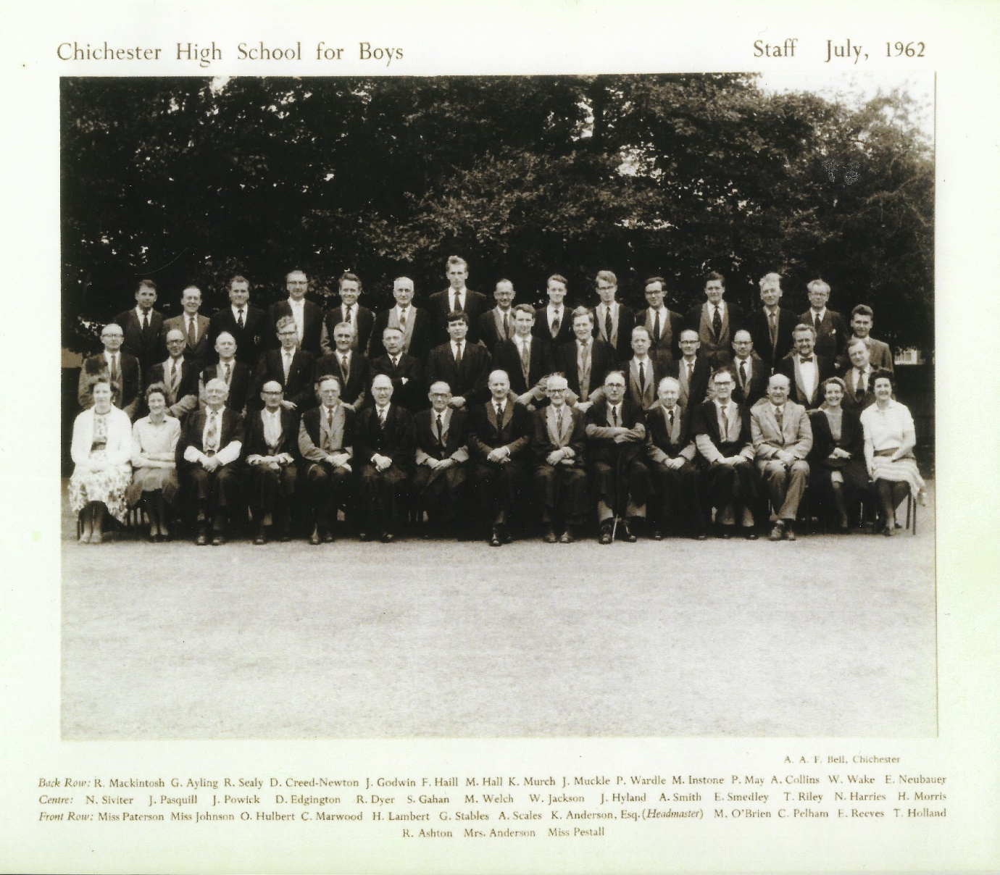 Chichester High School for Boys Staff July, 1962
A. A. F. Bell, Chichester
Back Row: R. Mackintosh G. Ayling R. Sealy D. Creed-Newton J. Godwin F. Haill M. Hall K. Murch J. Muckle P. Wardle M. Instone P. May A. Collins W. Wake E. Neubauer
Centre: N. Siviter J. Pasquill J. Powick D. Edgington R. Dyer S. Gahan M. Welch W. Jackson J. Hyland A. Smith E. Smedley T. Riley N. Harries H. Morris
Front Row: Miss Paterson Miss Johnson O. Hulbert C. Marwood H. Lambert G. Stables A. Scales K. Anderson, Esq. (Headmaster) M. O'Brien C. Pelham E. Reeves T. Holland
R. Ashton Mrs. Anderson Miss Pestall